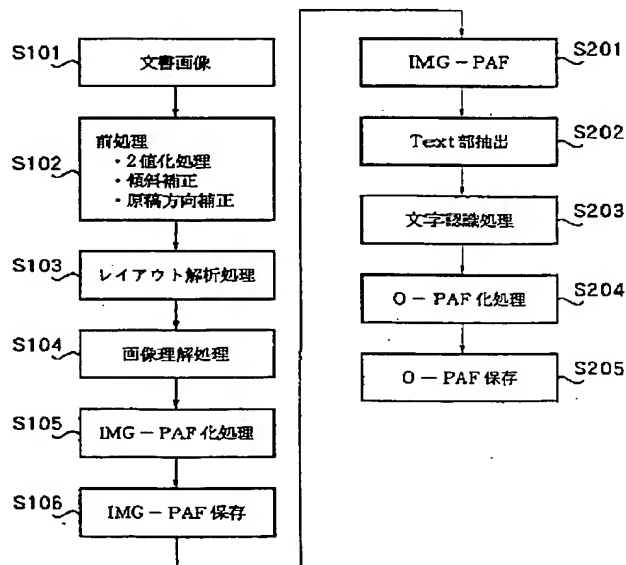 S101
文書画像
S102
前処理
・2値化処理
・傾斜補正
・原稿方向補正
S103
レイアウト解析処理
S104
画像理解処理
S105
IMG－PAF化処理
S106
IMG－PAF保存
S201
IMG－PAF
S202
Text部抽出
S203
文字認識処理
S204
O－PAF化処理
S205
O－PAF保存